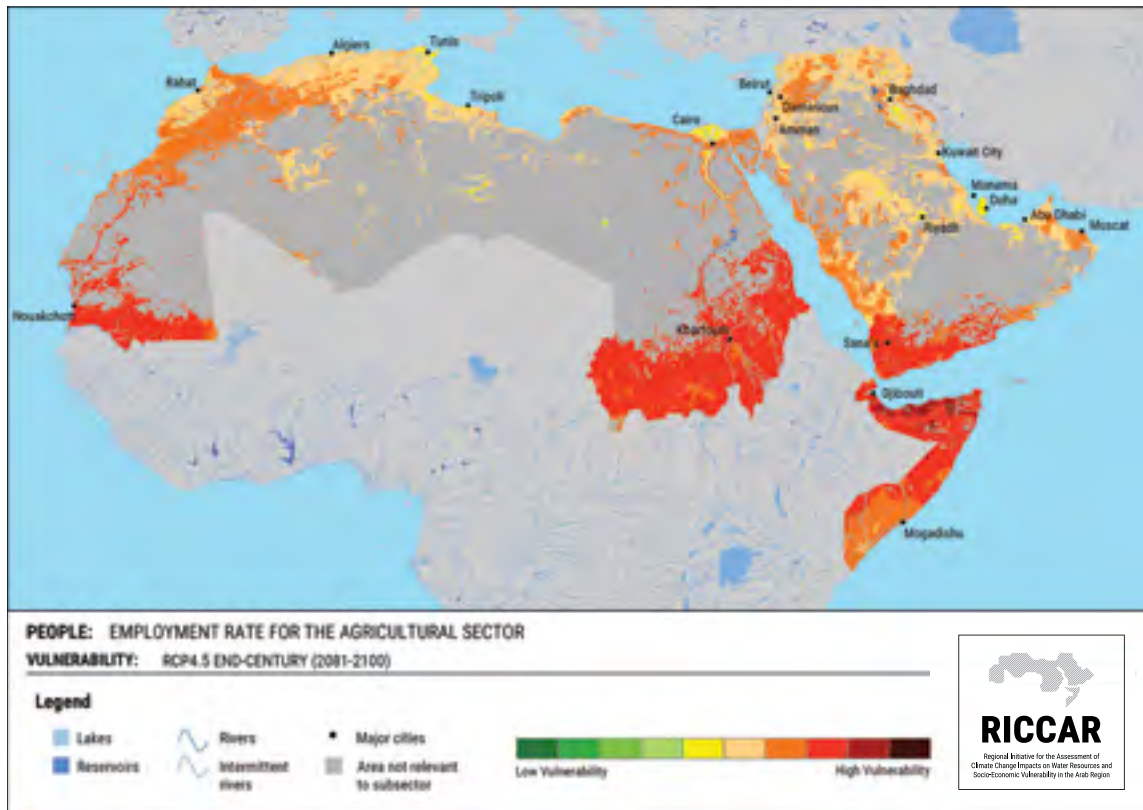 Algiers
Tunis
Rabat
Tripoli
Beirut
Damascus
Amman
Baghdad
Cairo
Kuwait City
Manama
Doha
Riyadh
Abu Dhabi
Muscat
Nouakchott
Khartoum
Sana'a
Djibouti
Mogadishu
PEOPLE: EMPLOYMENT RATE FOR THE AGRICULTURAL SECTOR
VULNERABILITY: RCP4.5 END-CENTURY (2081-2100)
Legend
Lakes
Rivers
Major cities
Reservoirs
Intermittent
rivers
Area not relevant
to subsector
Low Vulnerability
High Vulnerability
RICCAR
Regional Initiative for the Assessment of
Climate Change Impacts on Water Resources and
Socio-Economic Vulnerability in the Arab Region